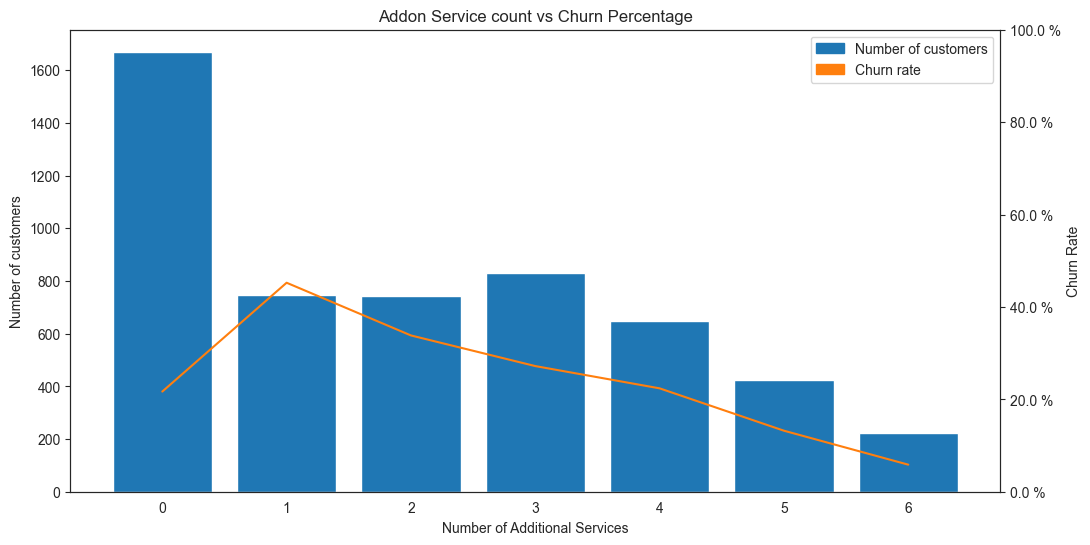 Addon Service count vs Churn Percentage
Number of customers
Churn rate
1600
1400
1200
1000
800
600
400
200
0
Number of customers
100.0 %
80.0 %
60.0 %
40.0 %
20.0 %
0.0 %
Churn Rate
0 1 2 3 4 5 6
Number of Additional Services